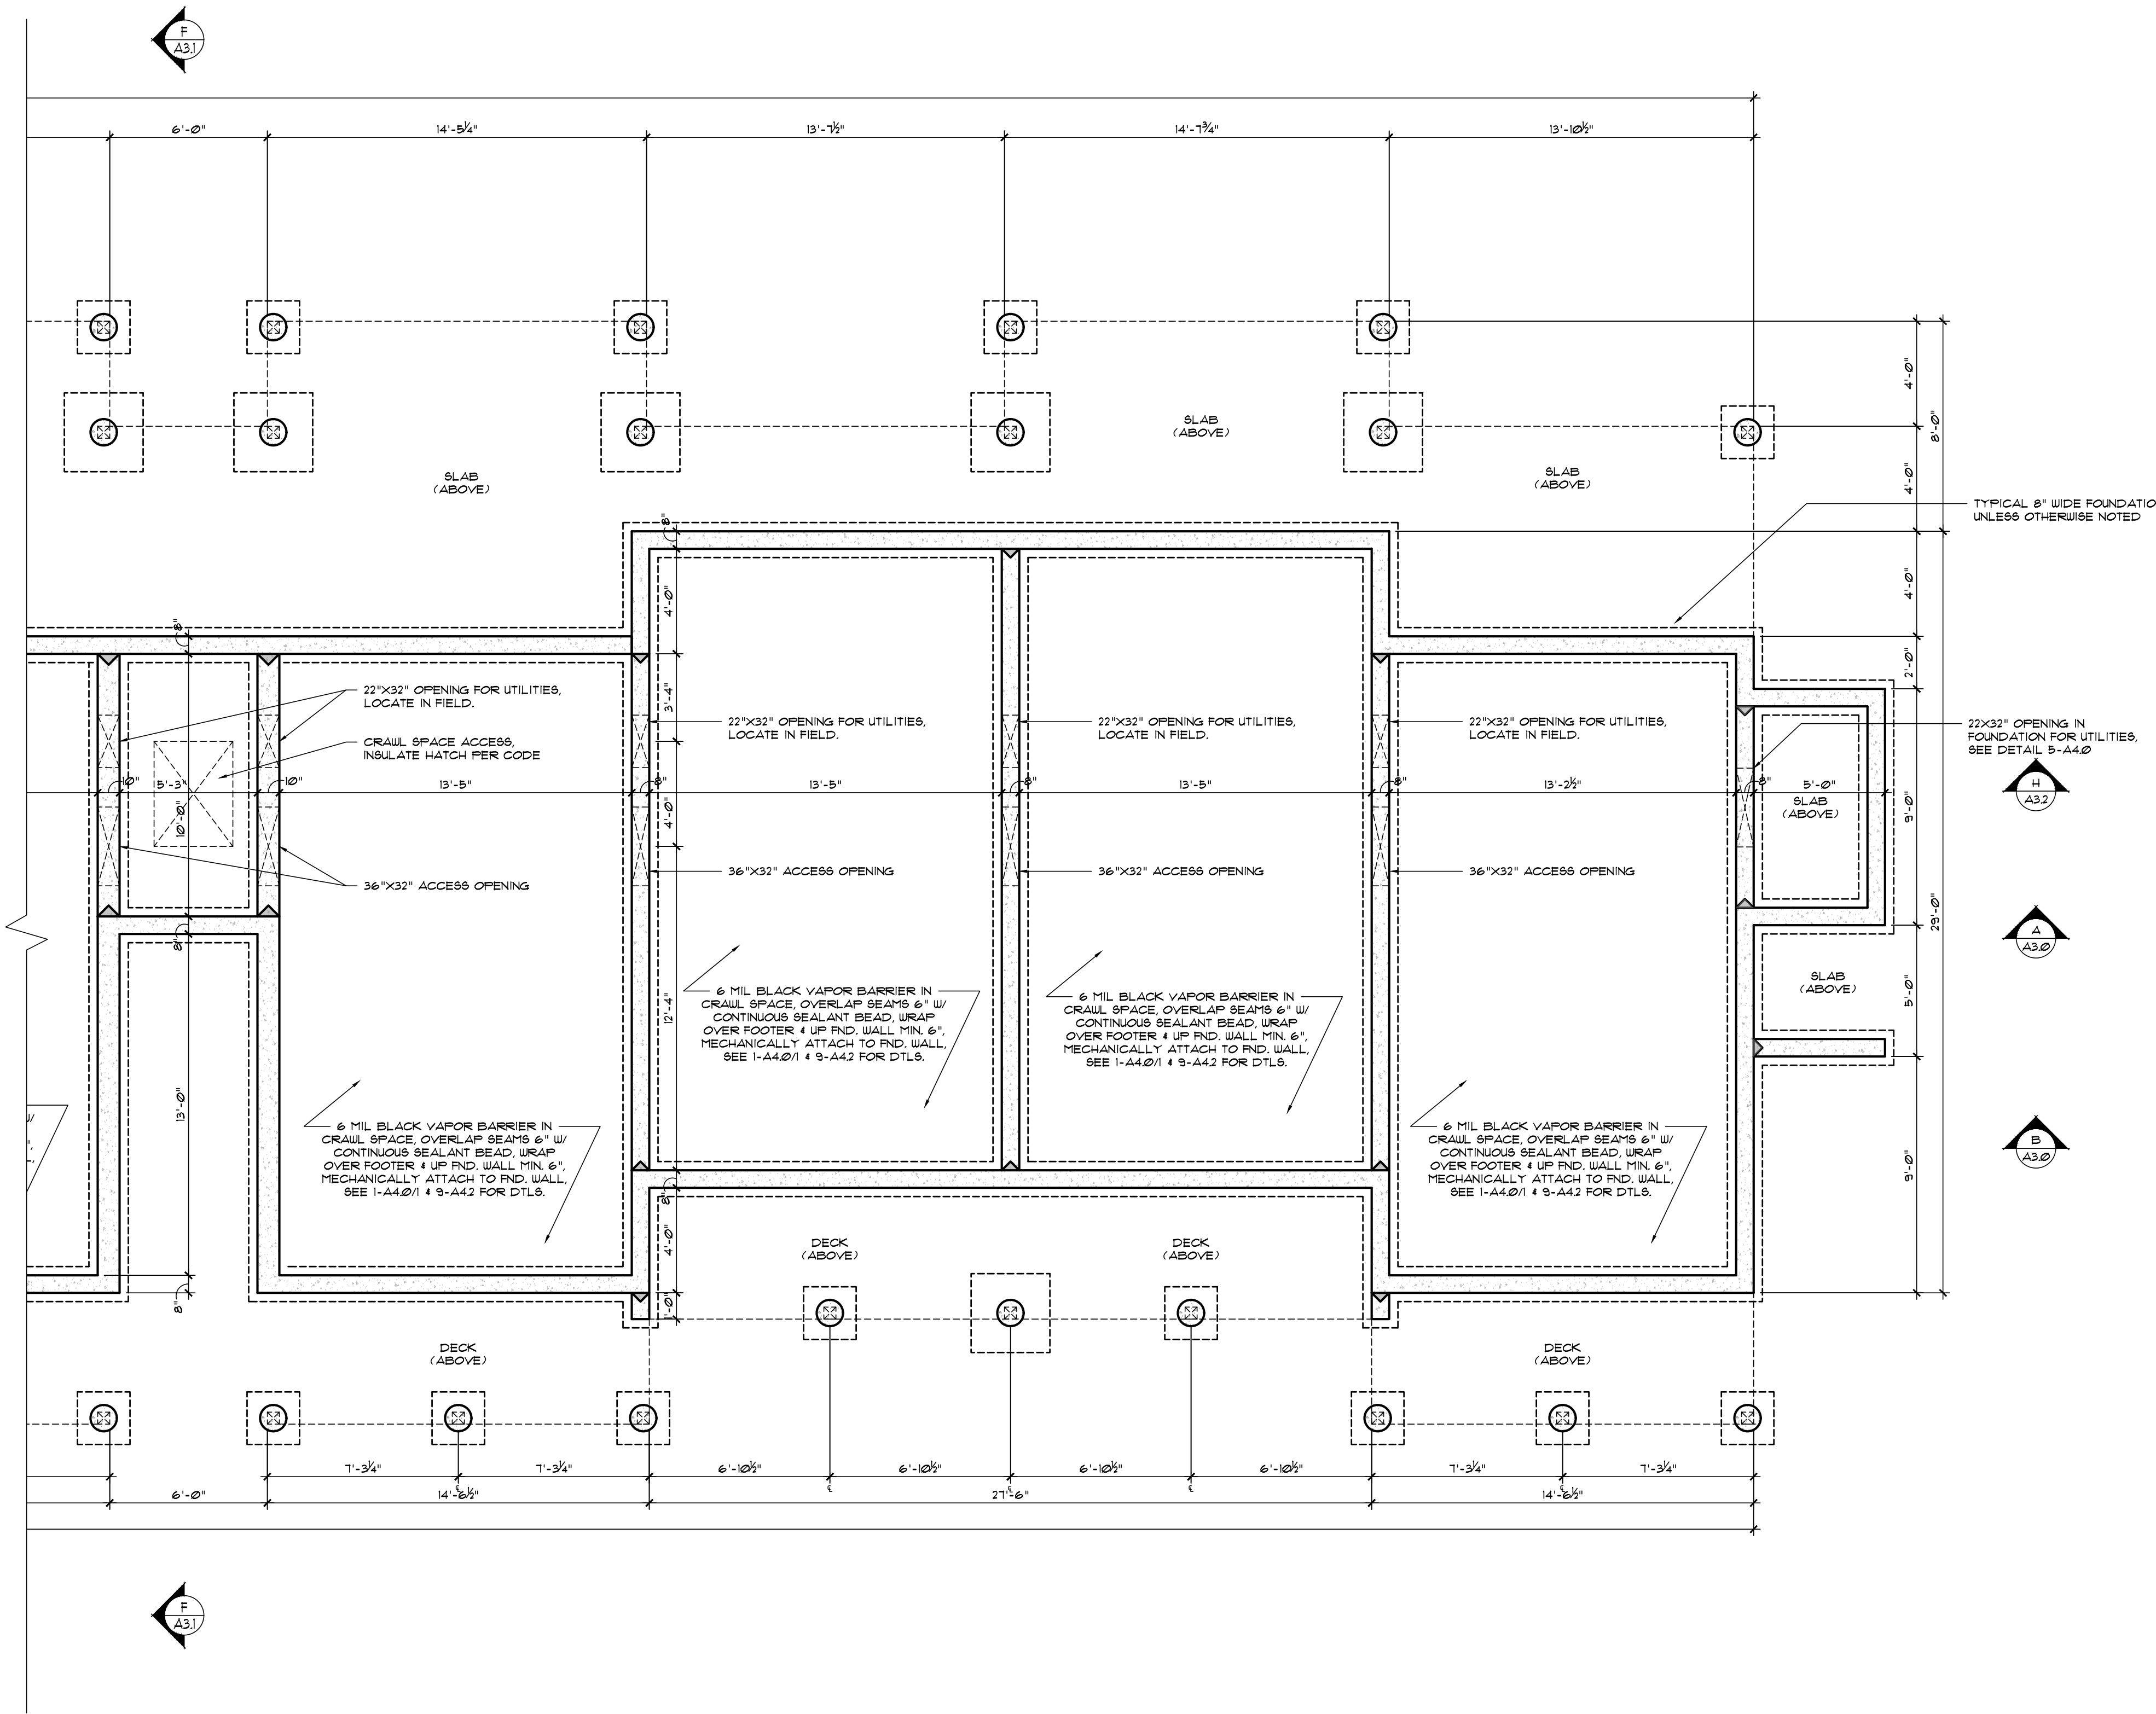 F
A3.1
6'-0"
14'-5¼"
13'-7½"
14'-7¾"
13'-10½"
4'-0"
8'-0"
4'-0"
SLAB
(ABOVE)
SLAB
(ABOVE)
SLAB
(ABOVE)
TYPICAL 8" WIDE FOUNDATIO
UNLESS OTHERWISE NOTED
8"
4'-0"
4'-0"
8"
2'-0"
22"X32" OPENING FOR UTILITIES,
LOCATE IN FIELD.
3'-4"
22"X32" OPENING FOR UTILITIES,
LOCATE IN FIELD.
22"X32" OPENING FOR UTILITIES,
LOCATE IN FIELD.
22"X32" OPENING FOR UTILITIES,
LOCATE IN FIELD.
22X32" OPENING IN
FOUNDATION FOR UTILITIES,
SEE DETAIL 5-A4.0
CRAWL SPACE ACCESS,
INSULATE HATCH PER CODE
10"
5'-3"
10"
13'-5"
8"
13'-5"
8"
13'-5"
8"
13'-2½"
8"
5'-0"
H
A3.2
10'-0"
4'-0"
SLAB
(ABOVE)
9'-0"
36"X32" ACCESS OPENING
36"X32" ACCESS OPENING
36"X32" ACCESS OPENING
36"X32" ACCESS OPENING
29'-0"
A
A3.0
8"
SLAB
(ABOVE)
5'-0"
12'-4"
6 MIL BLACK VAPOR BARRIER IN
CRAWL SPACE, OVERLAP SEAMS 6" W/
CONTINUOUS SEALANT BEAD, WRAP
OVER FOOTER & UP FND. WALL MIN. 6",
MECHANICALLY ATTACH TO FND. WALL,
SEE 1-A4.0/1 & 9-A4.2 FOR DTLS.
6 MIL BLACK VAPOR BARRIER IN
CRAWL SPACE, OVERLAP SEAMS 6" W/
CONTINUOUS SEALANT BEAD, WRAP
OVER FOOTER & UP FND. WALL MIN. 6",
MECHANICALLY ATTACH TO FND. WALL,
SEE 1-A4.0/1 & 9-A4.2 FOR DTLS.
13'-0"
W/
",
6 MIL BLACK VAPOR BARRIER IN
CRAWL SPACE, OVERLAP SEAMS 6" W/
CONTINUOUS SEALANT BEAD, WRAP
OVER FOOTER & UP FND. WALL MIN. 6",
MECHANICALLY ATTACH TO FND. WALL,
SEE 1-A4.0/1 & 9-A4.2 FOR DTLS.
6 MIL BLACK VAPOR BARRIER IN
CRAWL SPACE, OVERLAP SEAMS 6" W/
CONTINUOUS SEALANT BEAD, WRAP
OVER FOOTER & UP FND. WALL MIN. 6",
MECHANICALLY ATTACH TO FND. WALL,
SEE 1-A4.0/1 & 9-A4.2 FOR DTLS.
B
A3.0
9'-0"
8"
4'-0"
DECK
(ABOVE)
DECK
(ABOVE)
8"
1'-0"
DECK
(ABOVE)
DECK
(ABOVE)
7'-3¼"
7'-3¼"
6'-10½"
6'-10½"
6'-10½"
6'-10½"
7'-3¼"
7'-3¼"
℄
℄
℄
℄
℄
6'-0"
14'-6½"
27'-6"
14'-6½"
F
A3.1